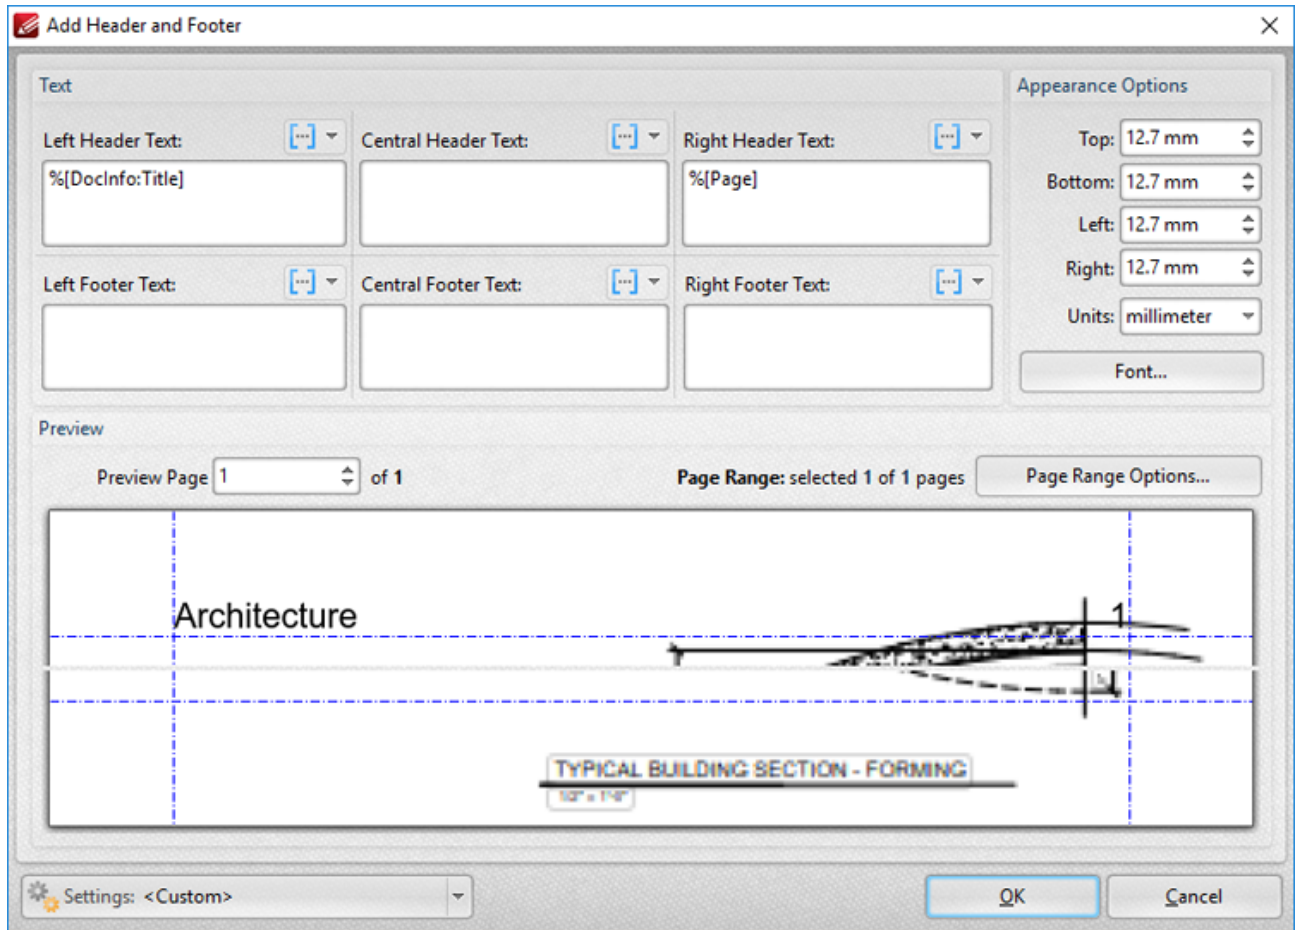 Add Header and Footer
Text
Appearance Options
Left Header Text:
Central Header Text:
Right Header Text:
Top: 12.7 mm
%[DocInfo:Title]
%[Page]
Bottom: 12.7 mm
Left: 12.7 mm
Right: 12.7 mm
Left Footer Text:
Central Footer Text:
Right Footer Text:
Units: millimeter
Font...
Preview
Preview Page 1 of 1
Page Range: selected 1 of 1 pages
Page Range Options...
Architecture
1
TYPICAL BUILDING SECTION - FORMING
Settings: <Custom>
OK
Cancel